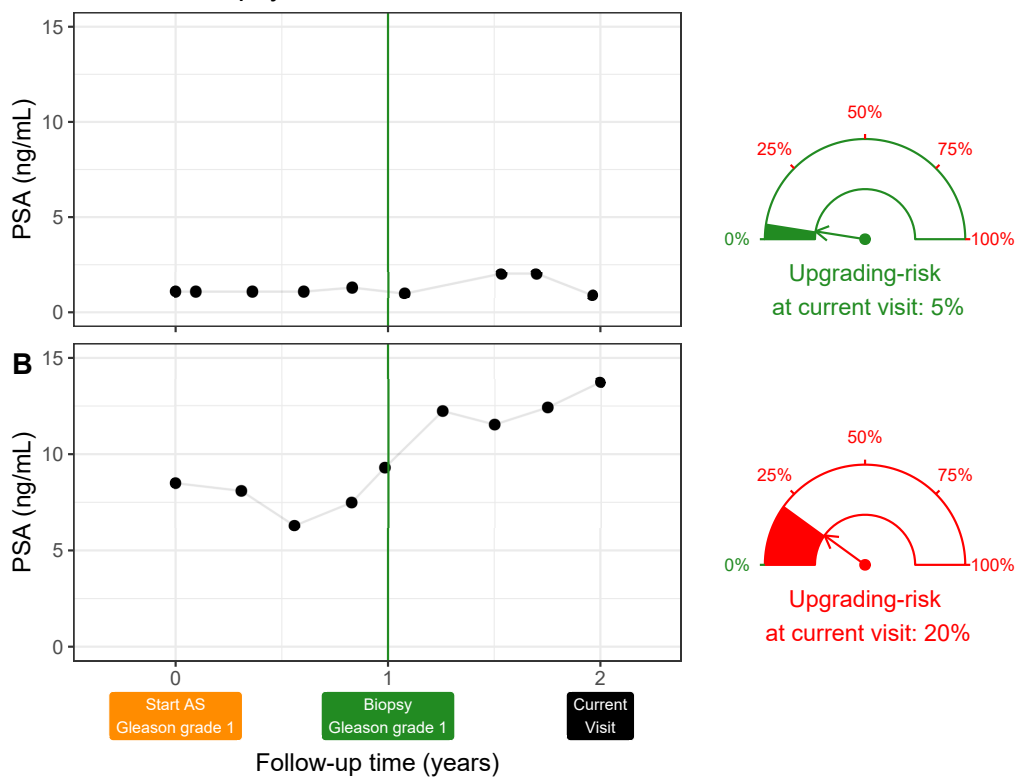 15
10
5
0
PSA (ng/mL)
50%
25%
75%
0%
100%
Upgrading-risk
at current visit: 5%
B
15
10
5
0
PSA (ng/mL)
50%
25%
75%
0%
100%
Upgrading-risk
at current visit: 20%
0
1
2
Start AS
Gleason grade 1
Biopsy
Gleason grade 1
Current
Visit
Follow-up time (years)